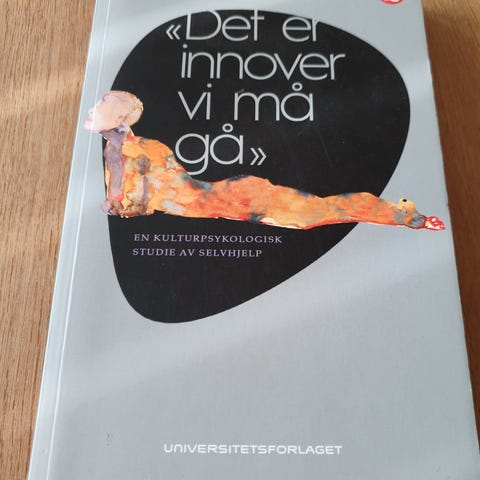 «Det er
innover
vi må
gå»
EN KULTURPSYKOLOGISK
STUDIE AV SELVHJELP
UNIVERSITETSFORLAGET